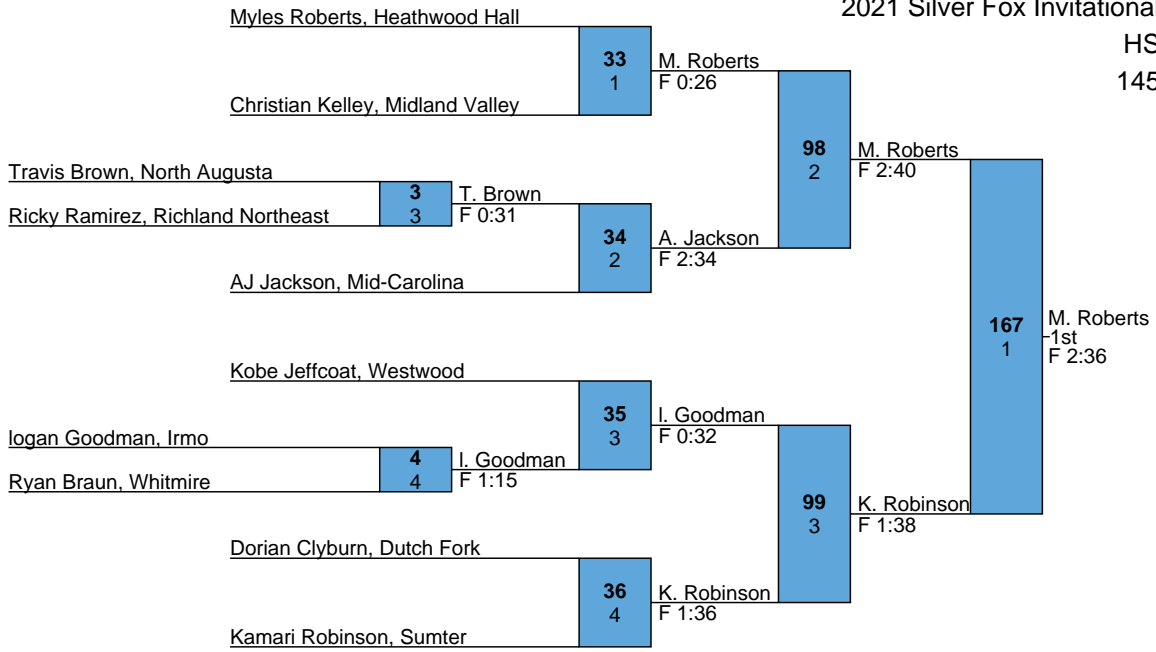 2021 Silver Fox Invitational
HS
145
Myles Roberts, Heathwood Hall
33
1
M. Roberts
F 0:26
Christian Kelley, Midland Valley
98
2
M. Roberts
F 2:40
Travis Brown, North Augusta
3
3
T. Brown
F 0:31
Ricky Ramirez, Richland Northeast
34
2
A. Jackson
F 2:34
AJ Jackson, Mid-Carolina
167
1
M. Roberts
1st
F 2:36
Kobe Jeffcoat, Westwood
35
3
l. Goodman
F 0:32
logan Goodman, Irmo
4
4
l. Goodman
F 1:15
Ryan Braun, Whitmire
99
3
K. Robinson
F 1:38
Dorian Clyburn, Dutch Fork
36
4
K. Robinson
F 1:36
Kamari Robinson, Sumter